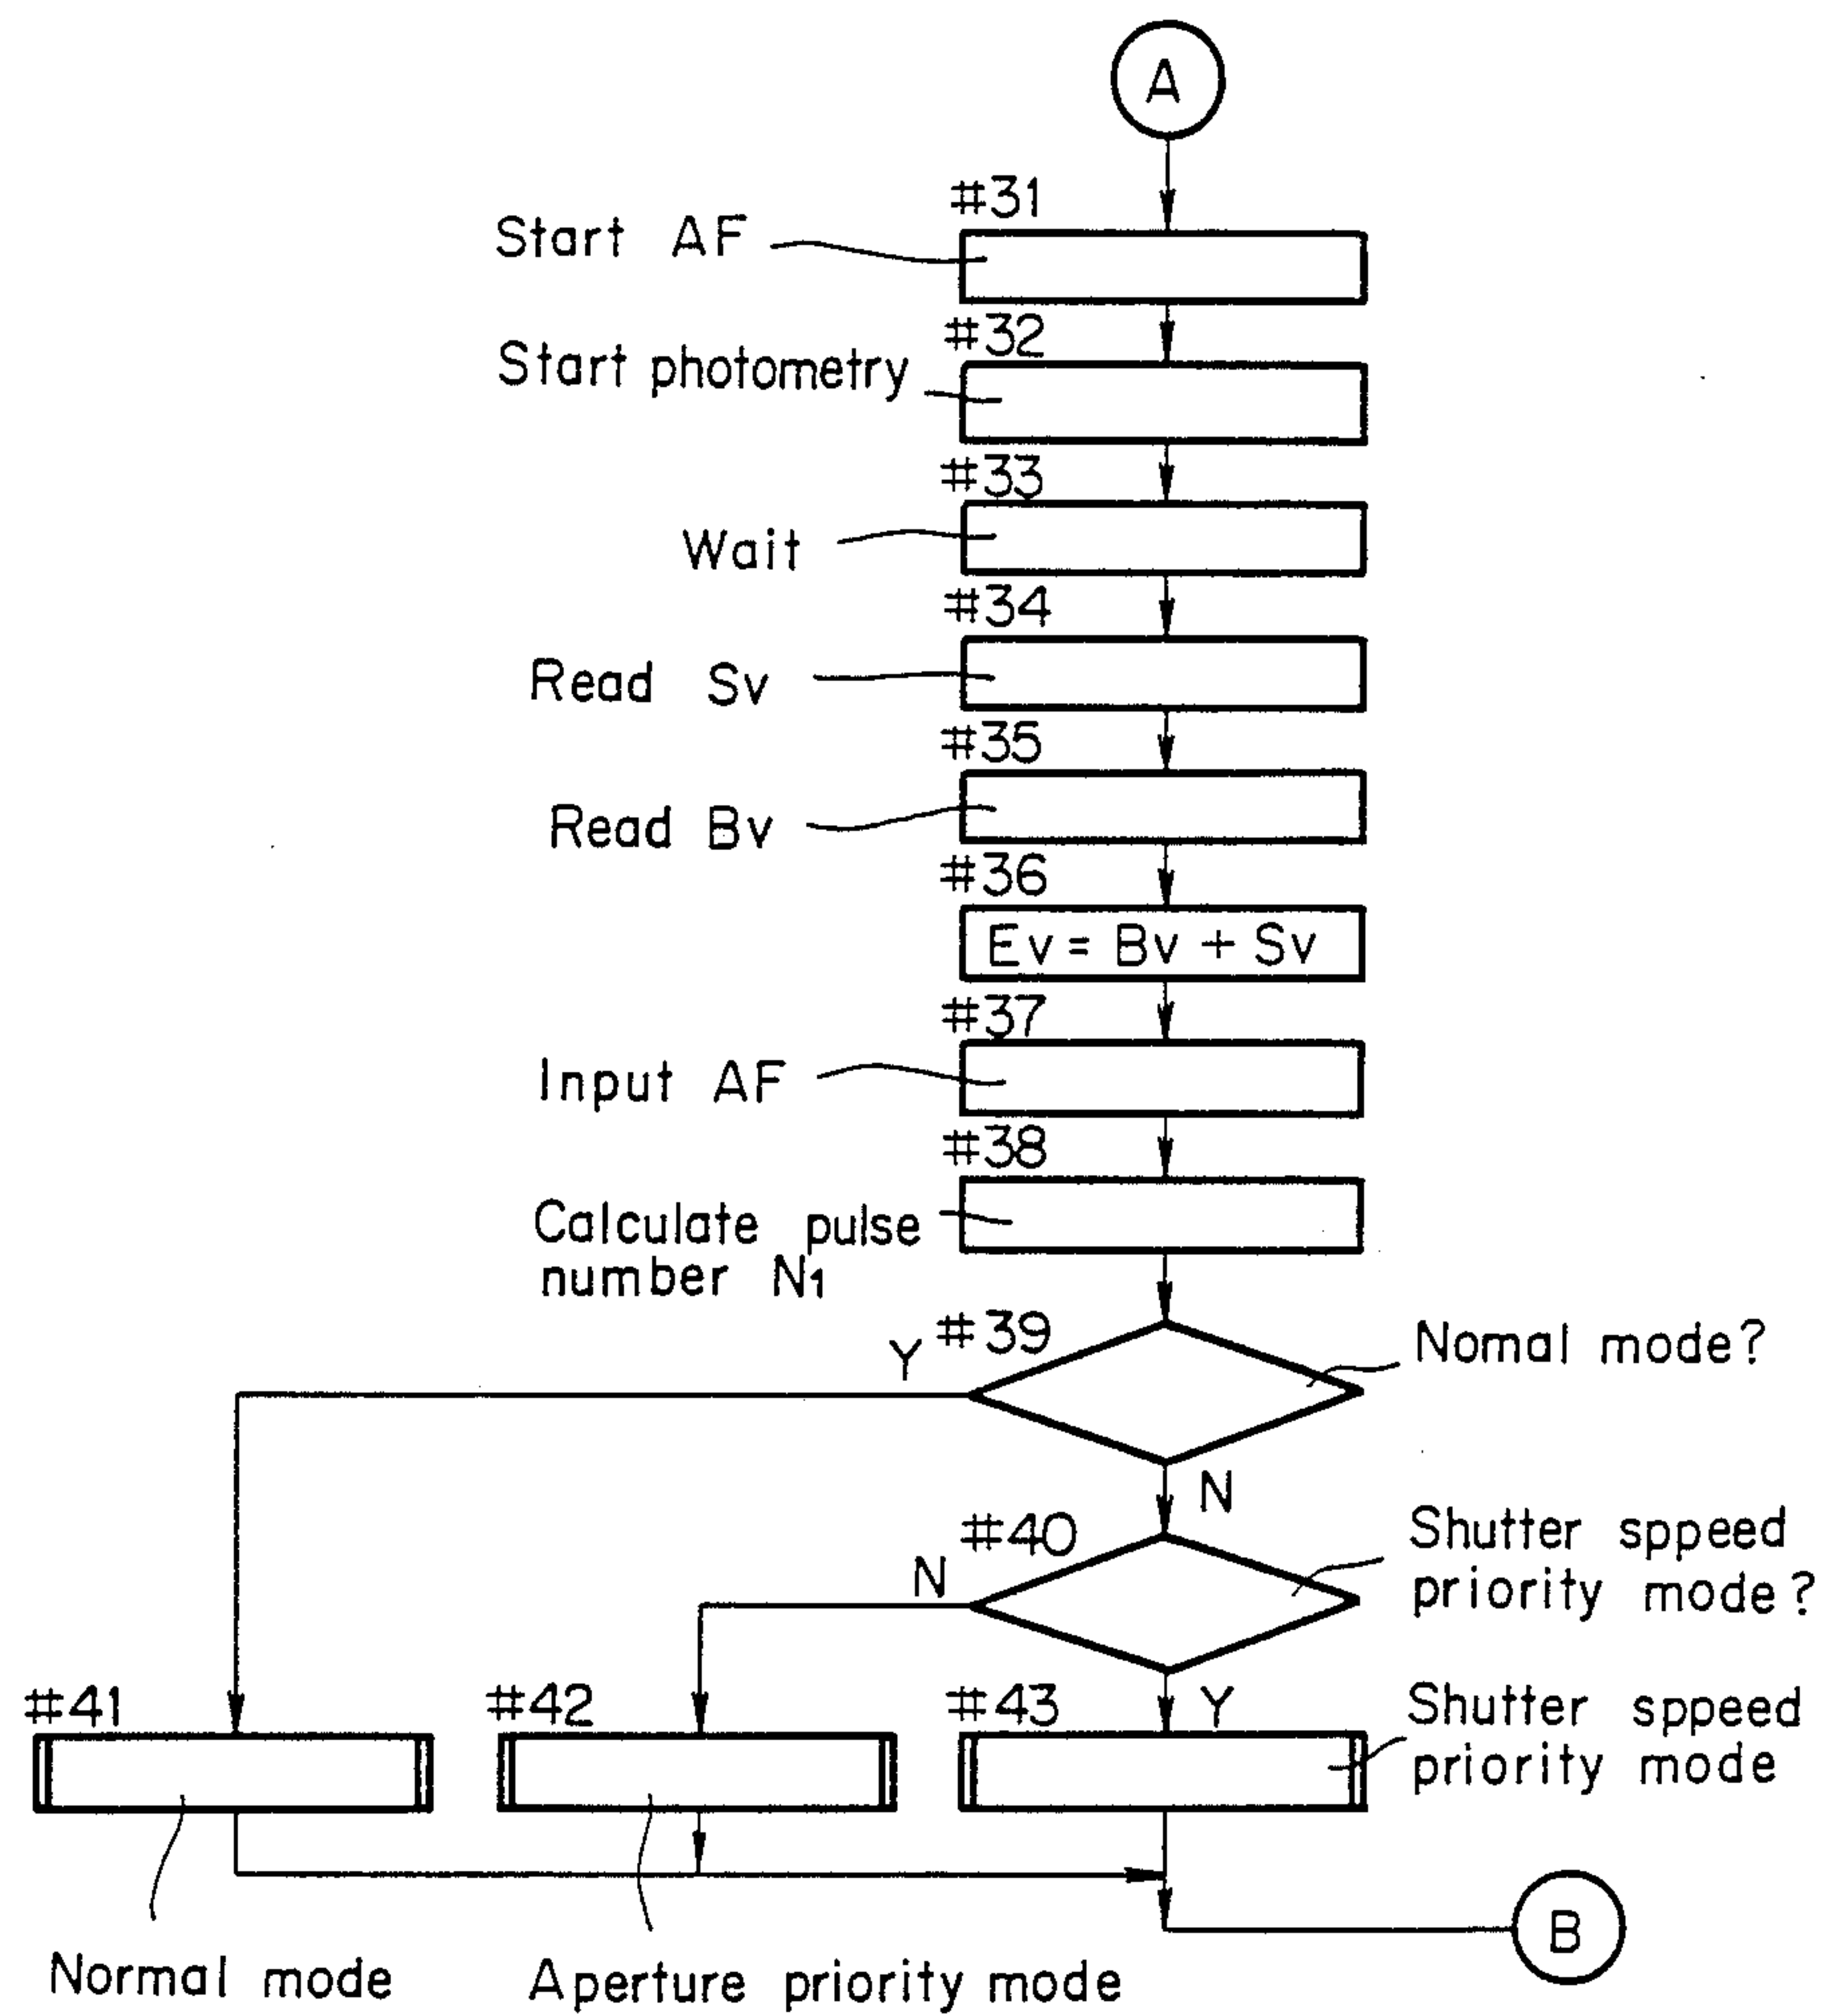 A
#31
Start AF
#32
Start photometry
#33
Wait
#34
Read Sv
#35
Read Bv
#36
Ev = Bv + Sv
#37
Input AF
#38
Calculate pulse
number N1
#39
Y
Nomal mode?
N
#40
N
Shutter sppeed
priority mode?
#41
#42
#43
Y
Shutter sppeed
priority mode
B
Normal mode
Aperture priority mode